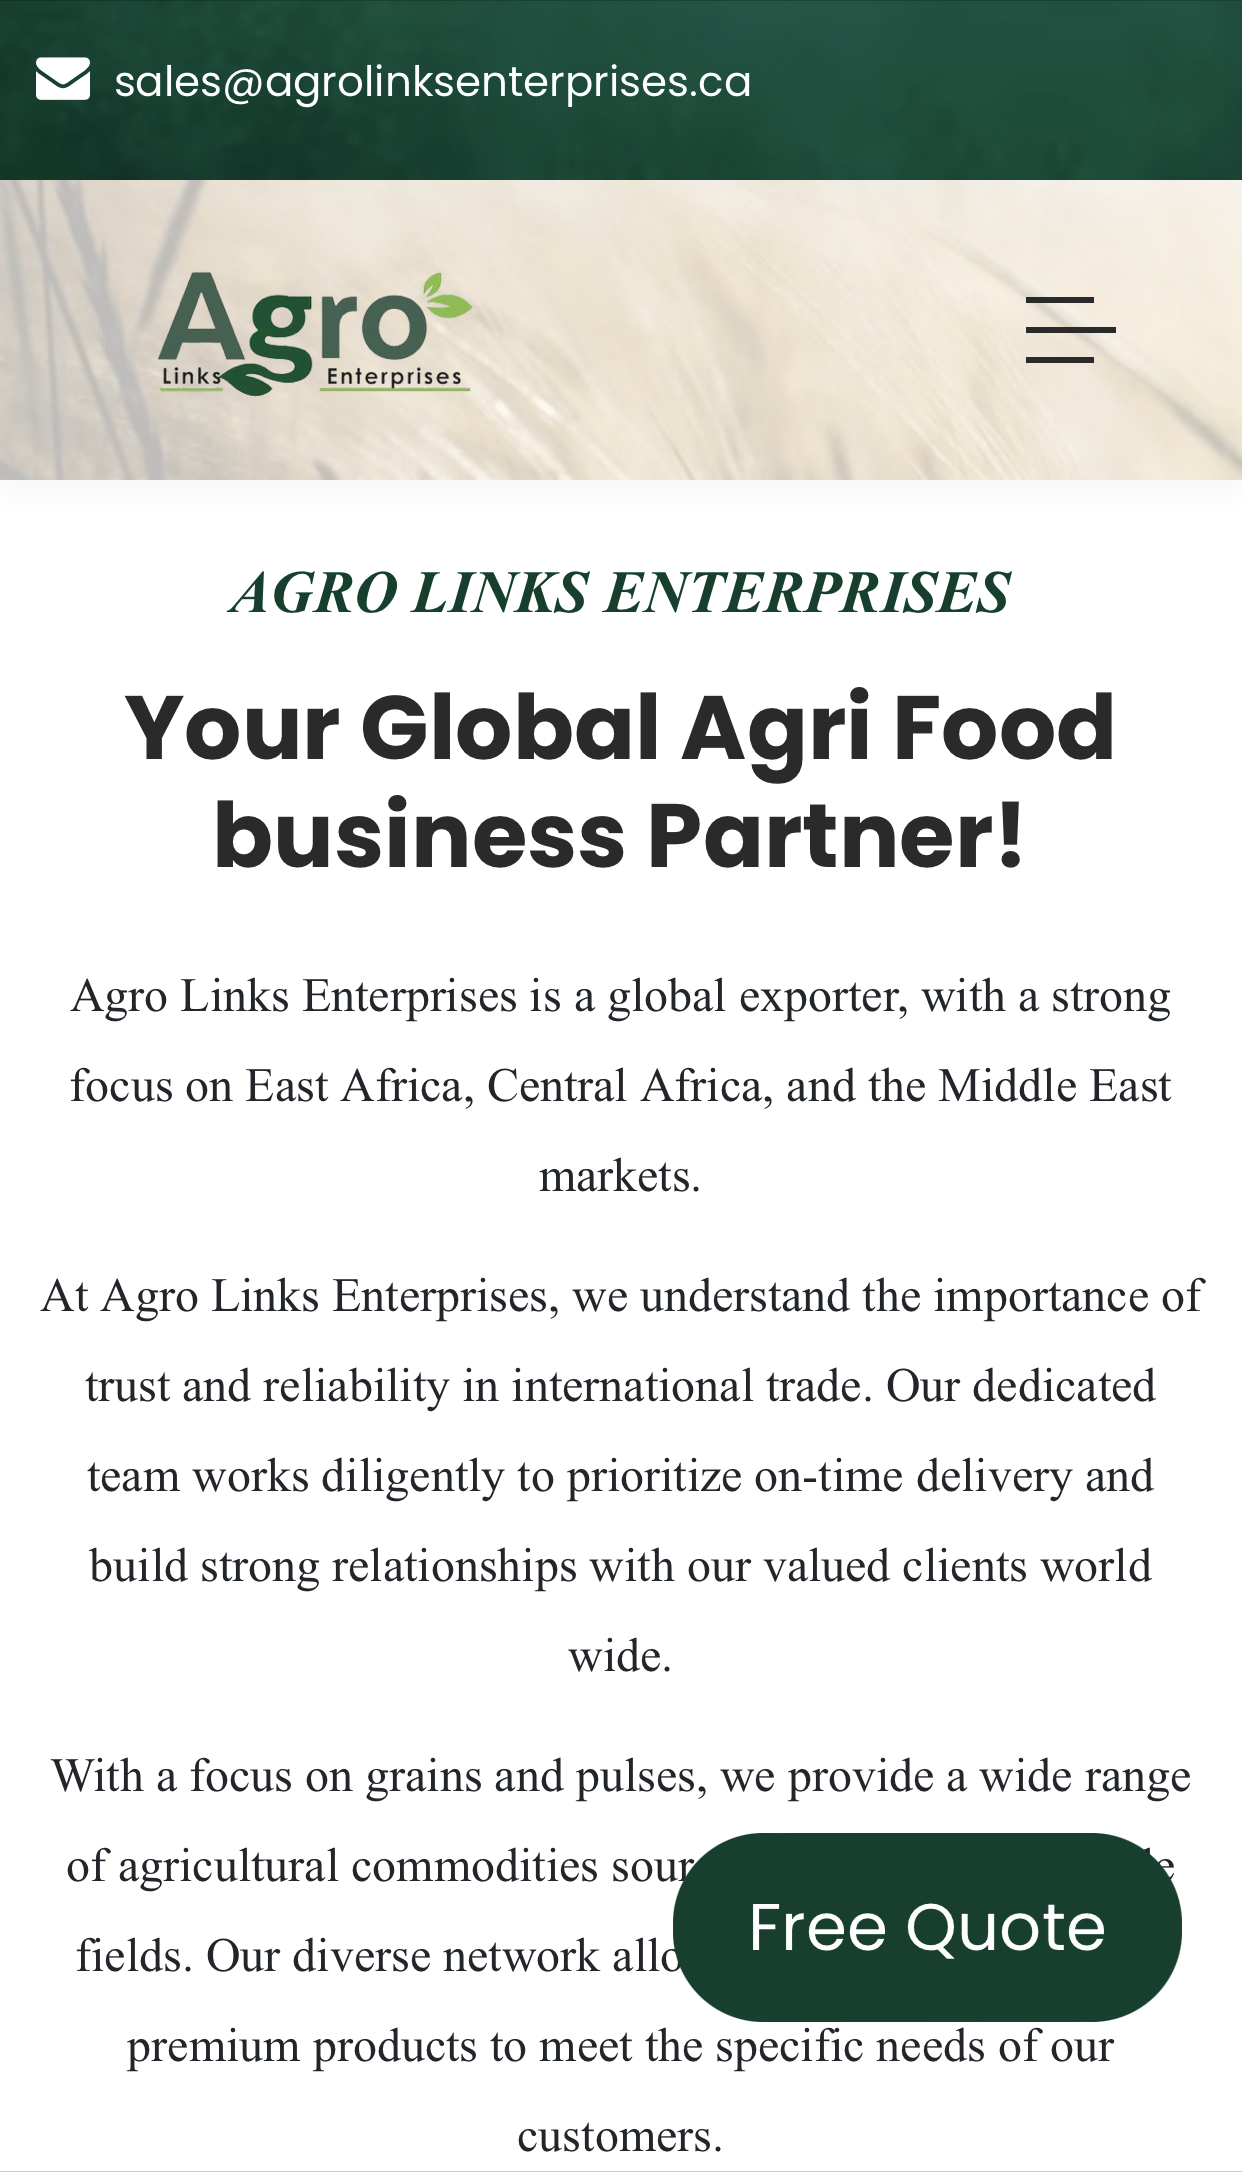 sales@agrolinksenterprises.ca
Agro
Links Enterprises
AGRO LINKS ENTERPRISES
Your Global Agri Food
business Partner!
Agro Links Enterprises is a global exporter, with a strong
focus on East Africa, Central Africa, and the Middle East
markets.
At Agro Links Enterprises, we understand the importance of
trust and reliability in international trade. Our dedicated
team works diligently to prioritize on-time delivery and
build strong relationships with our valued clients world
wide.
With a focus on grains and pulses, we provide a wide range
of agricultural commodities
fields. Our diverse network
Free Quote
premium products to meet the specific needs of our
customers.